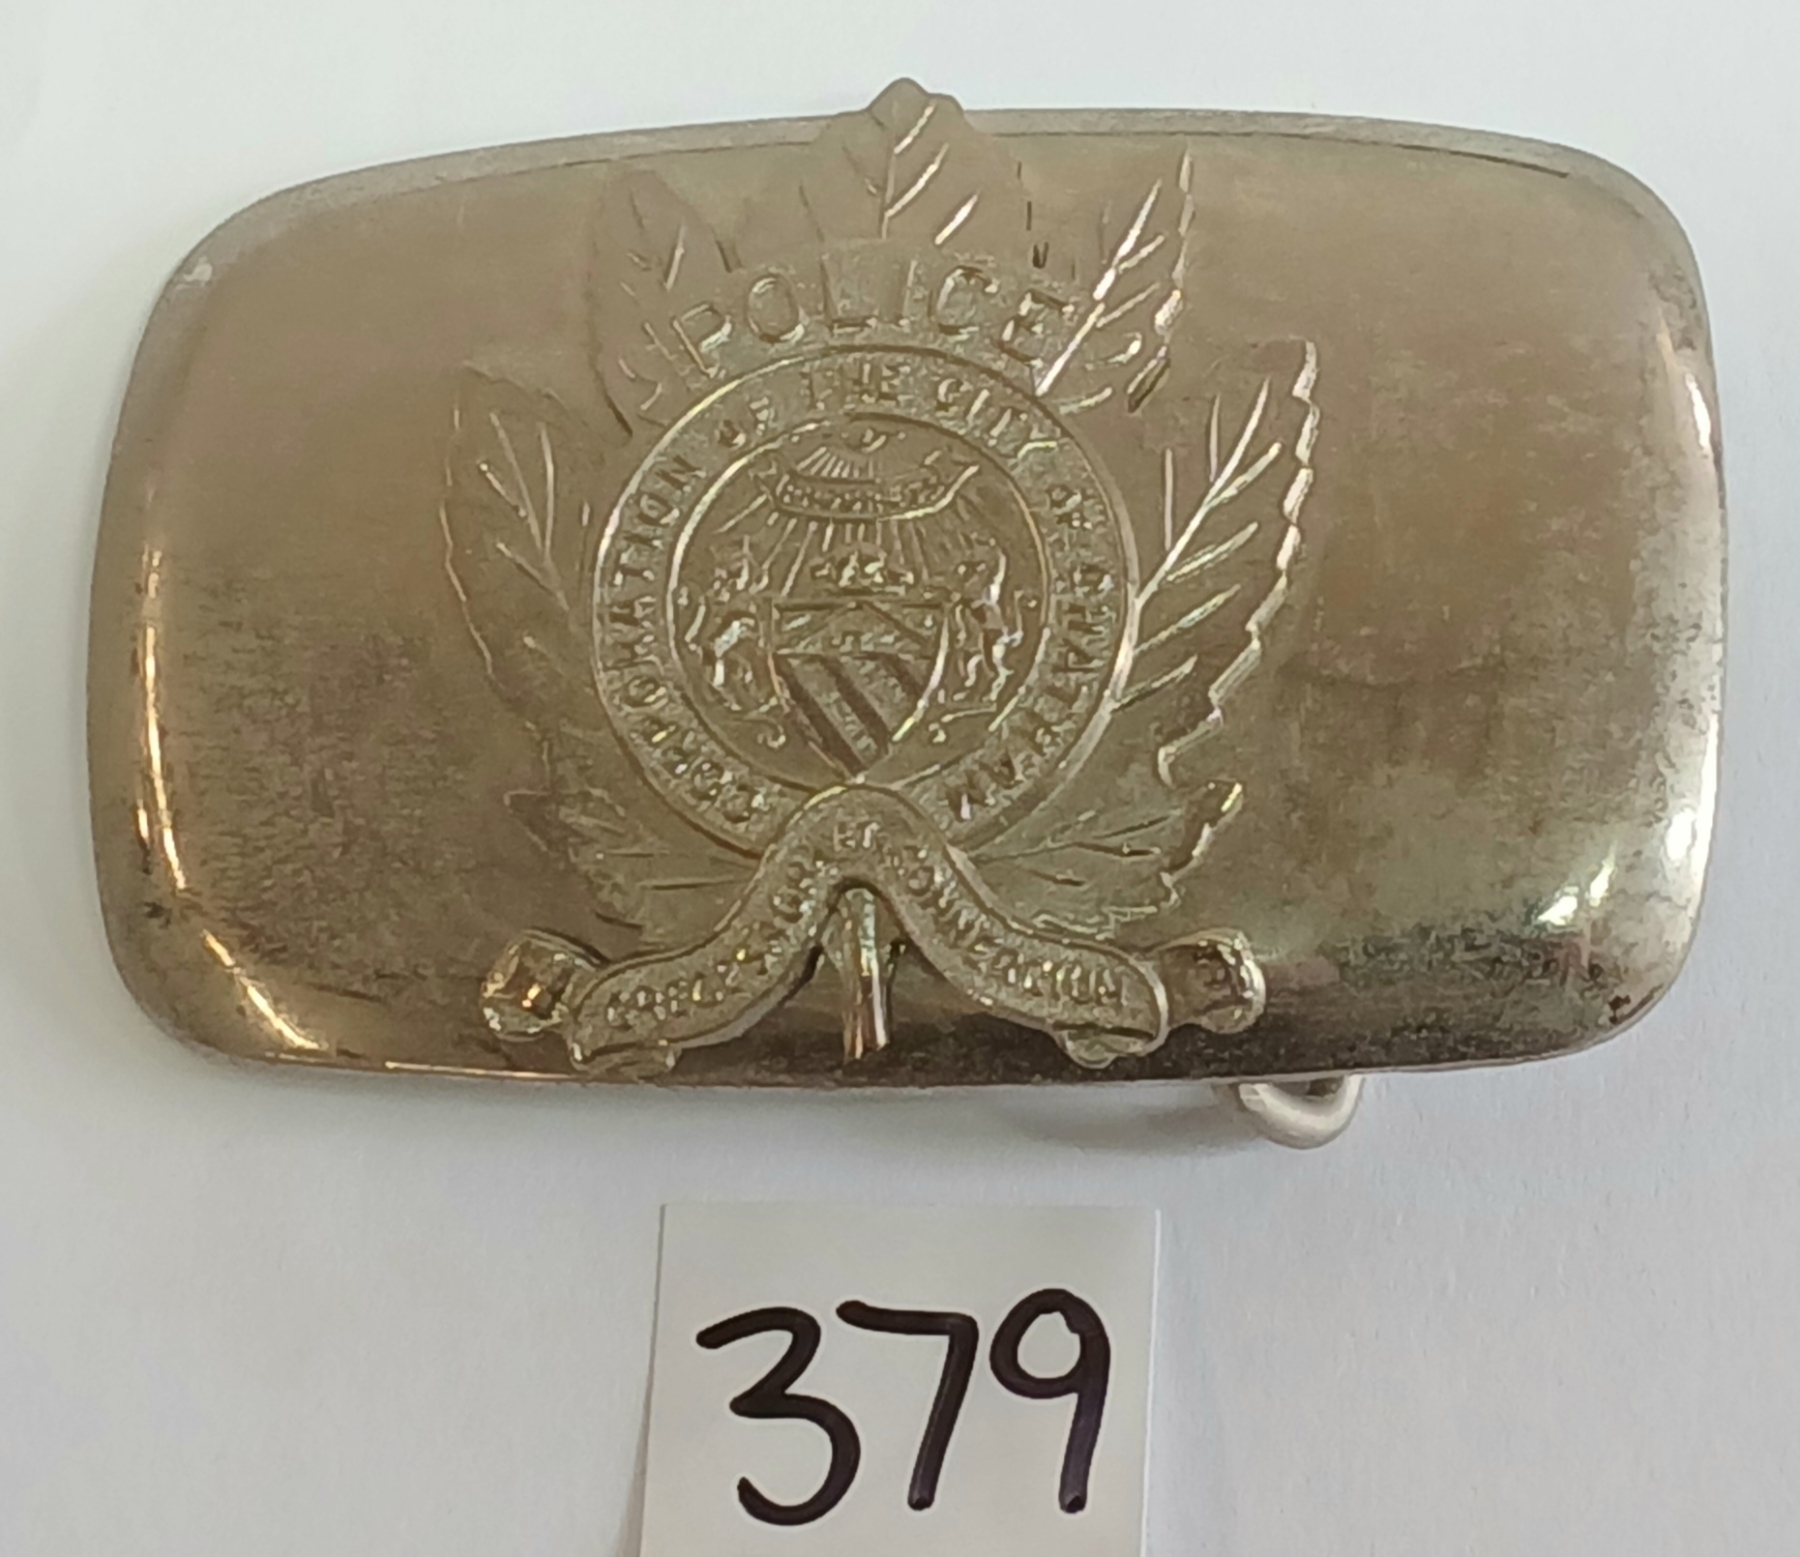 POLICE
CORPORATION OF THE CITY OF CHATHAM
379